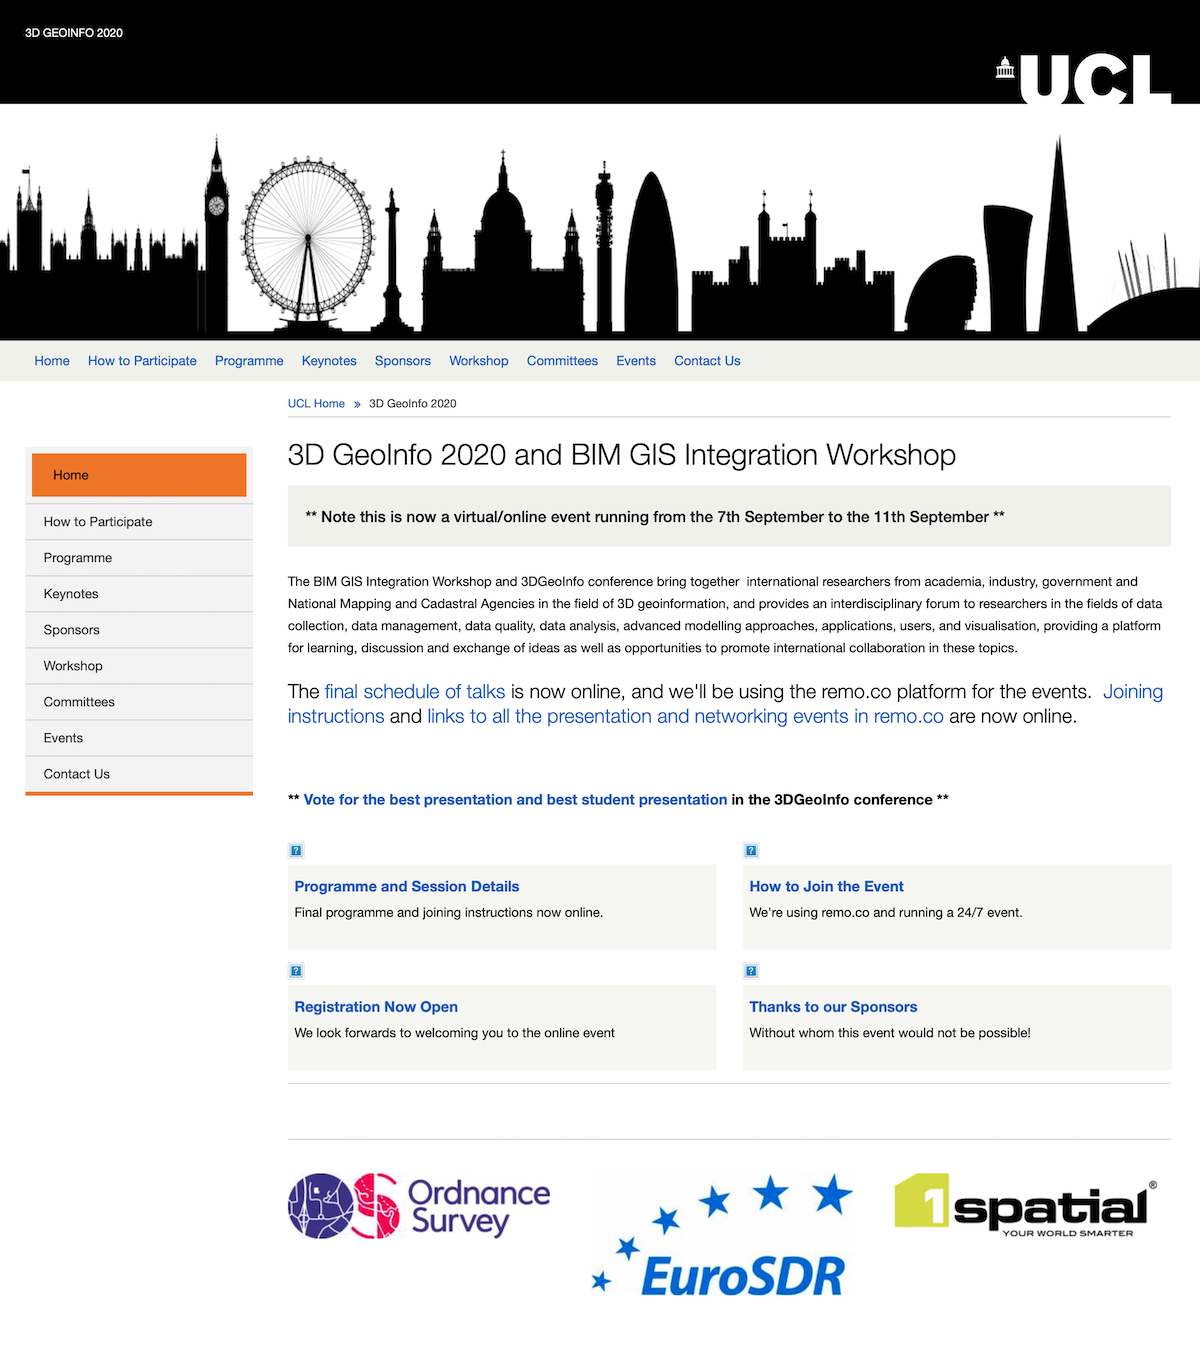 3D GEOINFO 2020
UCL
Home How to Participate Programme Keynotes Sponsors Workshop Committees Events Contact Us
UCL Home » 3D GeoInfo 2020
Home
How to Participate
Programme
Keynotes
Sponsors
Workshop
Committees
Events
Contact Us
3D GeoInfo 2020 and BIM GIS Integration Workshop
** Note this is now a virtual/online event running from the 7th September to the 11th September **
The BIM GIS Integration Workshop and 3DGeoInfo conference bring together international researchers from academia, industry, government and
National Mapping and Cadastral Agencies in the field of 3D geoinformation, and provides an interdisciplinary forum to researchers in the fields of data
collection, data management, data quality, data analysis, advanced modelling approaches, applications, users, and visualisation, providing a platform
for learning, discussion and exchange of ideas as well as opportunities to promote international collaboration in these topics.
The final schedule of talks is now online, and we'll be using the remo.co platform for the events. Joining
instructions and links to all the presentation and networking events in remo.co are now online.
** Vote for the best presentation and best student presentation in the 3DGeoInfo conference **
Programme and Session Details
Final programme and joining instructions now online.
How to Join the Event
We're using remo.co and running a 24/7 event.
Registration Now Open
We look forwards to welcoming you to the online event
Thanks to our Sponsors
Without whom this event would not be possible!
OS Ordnance
Survey
EuroSDR
1spatial®
YOUR WORLD SMARTER